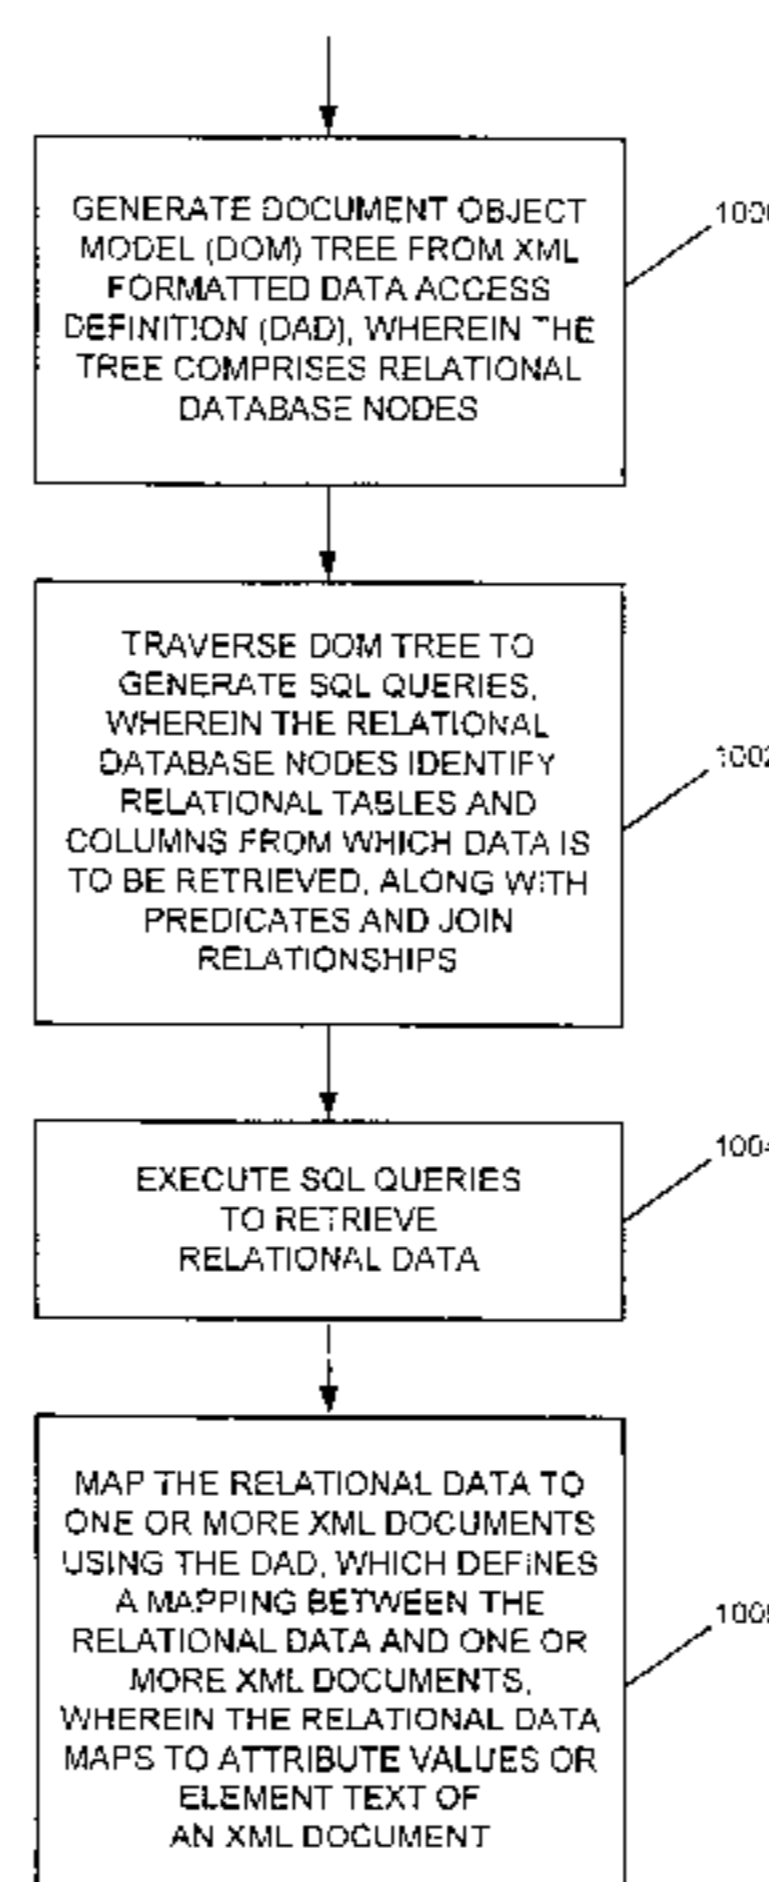 GENERATE DOCUMENT OBJECT
MODEL (DOM) TREE FROM XML
FORMATTED DATA ACCESS
DEFINITION (DAD), WHEREIN THE
TREE COMPRISES RELATIONAL
DATABASE NODES
TRAVERSE DOM TREE TO
GENERATE SQL QUERIES,
WHEREIN THE RELATIONAL
DATABASE NODES IDENTIFY
RELATIONAL TABLES AND
COLUMNS FROM WHICH DATA IS
TO BE RETRIEVED, ALONG WITH
PREDICATES AND JOIN
RELATIONSHIPS
1002
EXECUTE SQL QUERIES
TO RETRIEVE
RELATIONAL DATA
1004
MAP THE RELATIONAL DATA TO
ONE OR MORE XML DOCUMENTS
USING THE DAD, WHICH DEFINES
A MAPPING BETWEEN THE
RELATIONAL DATA AND ONE OR
MORE XML DOCUMENTS,
WHEREIN THE RELATIONAL DATA
MAPS TO ATTRIBUTE VALUES OR
ELEMENT TEXT OF
AN XML DOCUMENT